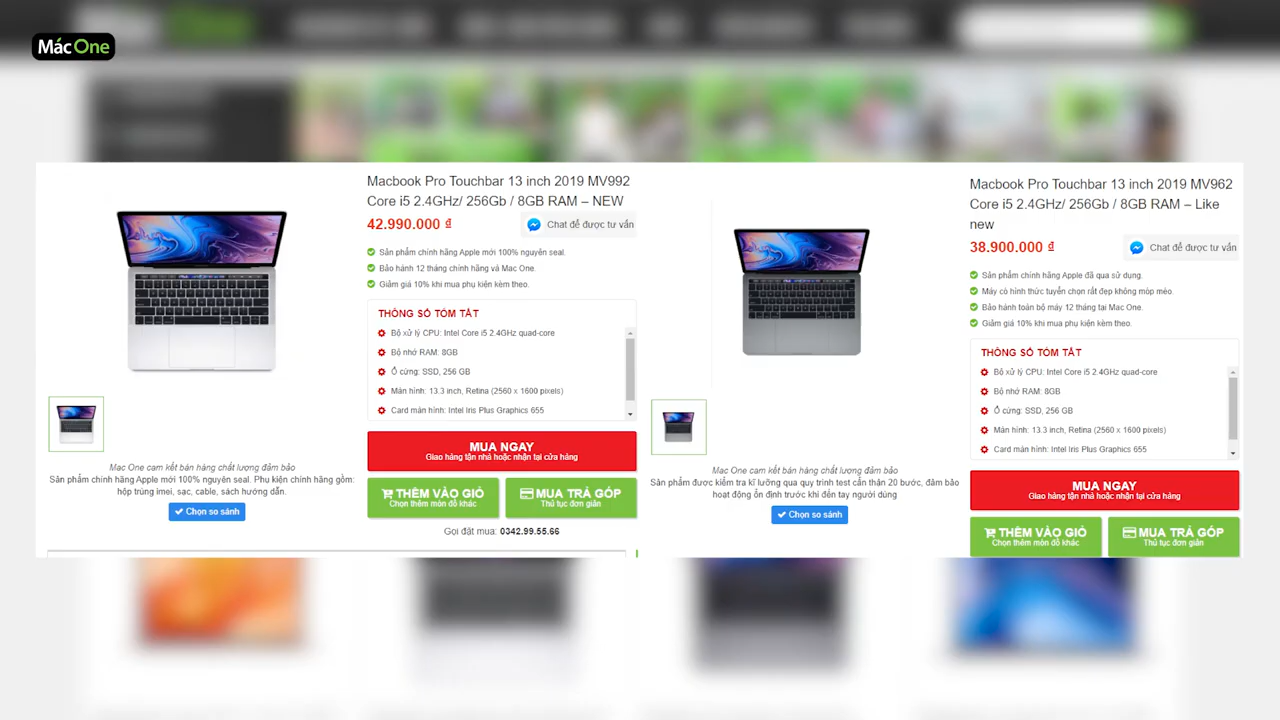 Mác One
Macbook Pro Touchbar 13 inch 2019 MV992
Core i5 2.4GHz/ 256Gb / 8GB RAM – NEW
42.990.000 ₫
Chat để được tư vấn
Sản phẩm chính hãng Apple mới 100% nguyên seal.
Bảo hành 12 tháng chính hãng và Mac One.
Giảm giá 10% khi mua phụ kiện kèm theo.
THÔNG SỐ TÓM TẮT
Bộ xử lý CPU: Intel Core i5 2.4GHz quad-core
Bộ nhớ RAM: 8GB
Ổ cứng: SSD, 256 GB
Màn hình: 13.3 inch, Retina (2560 x 1600 pixels)
Card màn hình: Intel Iris Plus Graphics 655
MUA NGAY
Giao hàng tận nhà hoặc nhận tại cửa hàng
THÊM VÀO GIỎ
Chọn thêm món đồ khác
MUA TRẢ GÓP
Thủ tục đơn giản
Gọi đặt mua: 0342.99.55.66
Mac One cam kết bán hàng chất lượng đảm bảo
Sản phẩm chính hãng Apple mới 100% nguyên seal. Phụ kiện chính hãng gồm:
hộp trùng imei, sạc, cable, sách hướng dẫn.
Chọn so sánh
Macbook Pro Touchbar 13 inch 2019 MV962
Core i5 2.4GHz/ 256Gb / 8GB RAM – Like
new
38.900.000 ₫
Chat để được tư vấn
Sản phẩm chính hãng Apple đã qua sử dụng.
Máy có hình thức tuyển chọn rất đẹp không móp méo.
Bảo hành toàn bộ máy 12 tháng tại Mac One.
Giảm giá 10% khi mua phụ kiện kèm theo.
THÔNG SỐ TÓM TẮT
Bộ xử lý CPU: Intel Core i5 2.4GHz quad-core
Bộ nhớ RAM: 8GB
Ổ cứng: SSD, 256 GB
Màn hình: 13.3 inch, Retina (2560 x 1600 pixels)
Card màn hình: Intel Iris Plus Graphics 655
MUA NGAY
Giao hàng tận nhà hoặc nhận tại cửa hàng
THÊM VÀO GIỎ
Chọn thêm món đồ khác
MUA TRẢ GÓP
Thủ tục đơn giản
Mac One cam kết bán hàng chất lượng đảm bảo
Sản phẩm được kiểm tra kĩ lưỡng qua quy trình test cẩn thận 20 bước, đảm bảo
hoạt động ổn định trước khi đến tay người dùng
Chọn so sánh